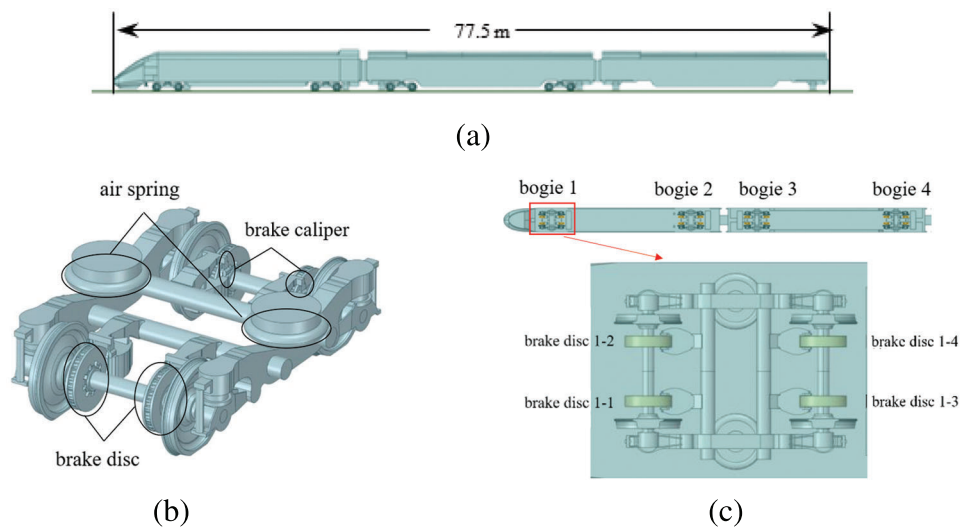 77.5 m
(a)
air spring
brake caliper
brake disc
(b)
bogie 1
bogie 2
bogie 3
bogie 4
brake disc 1-2
brake disc 1-4
brake disc 1-1
brake disc 1-3
(c)